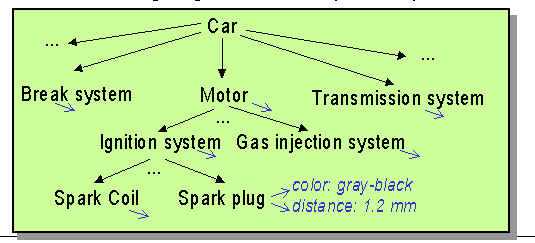 Car
... ...
Break system Motor Transmission system
...
Ignition system Gas injection system
...
Spark Coil Spark plug color: gray-black
distance: 1.2 mm